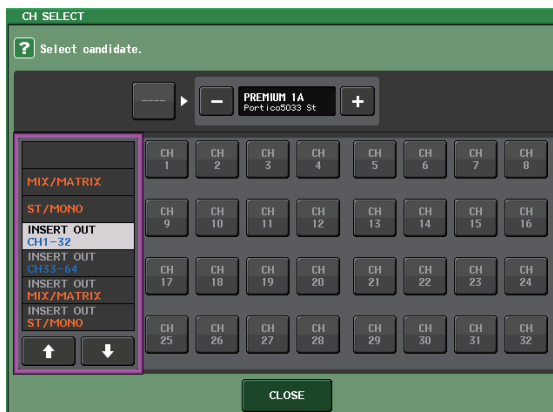 CH SELECT
? Select candidate.
----
PREMIUM 1A
Portico5033 St
MIX/MATRIX
ST/MONO
INSERT OUT
CH1-32
INSERT OUT
CH33-64
INSERT OUT
MIX/MATRIX
INSERT OUT
ST/MONO
CH 1
CH 2
CH 3
CH 4
CH 5
CH 6
CH 7
CH 8
CH 9
CH 10
CH 11
CH 12
CH 13
CH 14
CH 15
CH 16
CH 17
CH 18
CH 19
CH 20
CH 21
CH 22
CH 23
CH 24
CH 25
CH 26
CH 27
CH 28
CH 29
CH 30
CH 31
CH 32
CLOSE